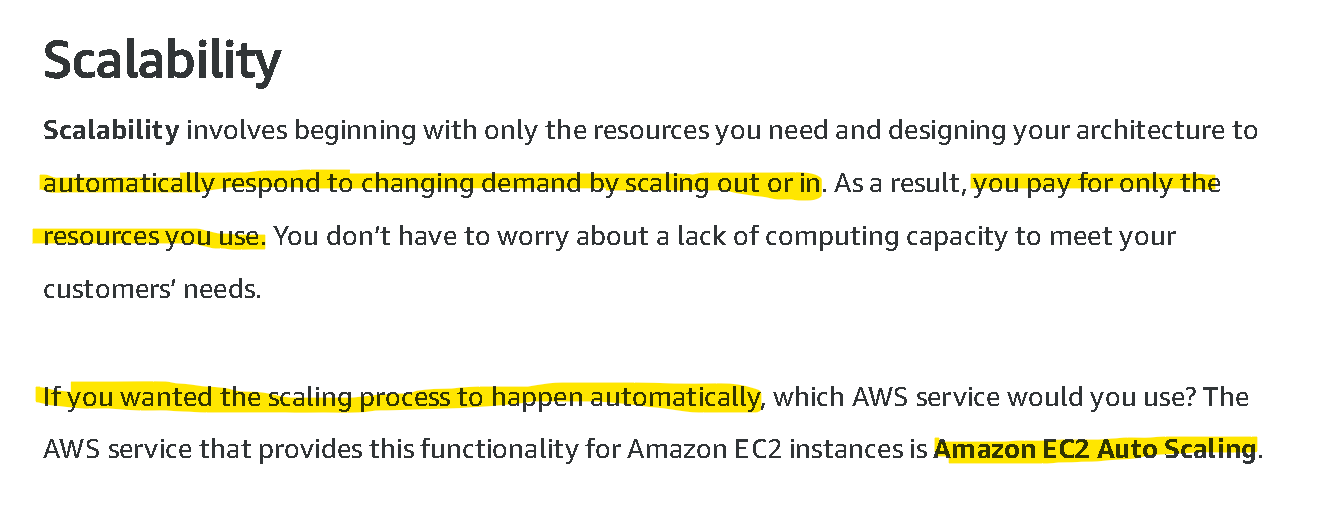 Scalability
Scalability involves beginning with only the resources you need and designing your architecture to
automatically respond to changing demand by scaling out or in. As a result, you pay for only the
resources you use. You don’t have to worry about a lack of computing capacity to meet your
customers’ needs.
If you wanted the scaling process to happen automatically, which AWS service would you use? The
AWS service that provides this functionality for Amazon EC2 instances is Amazon EC2 Auto Scaling.